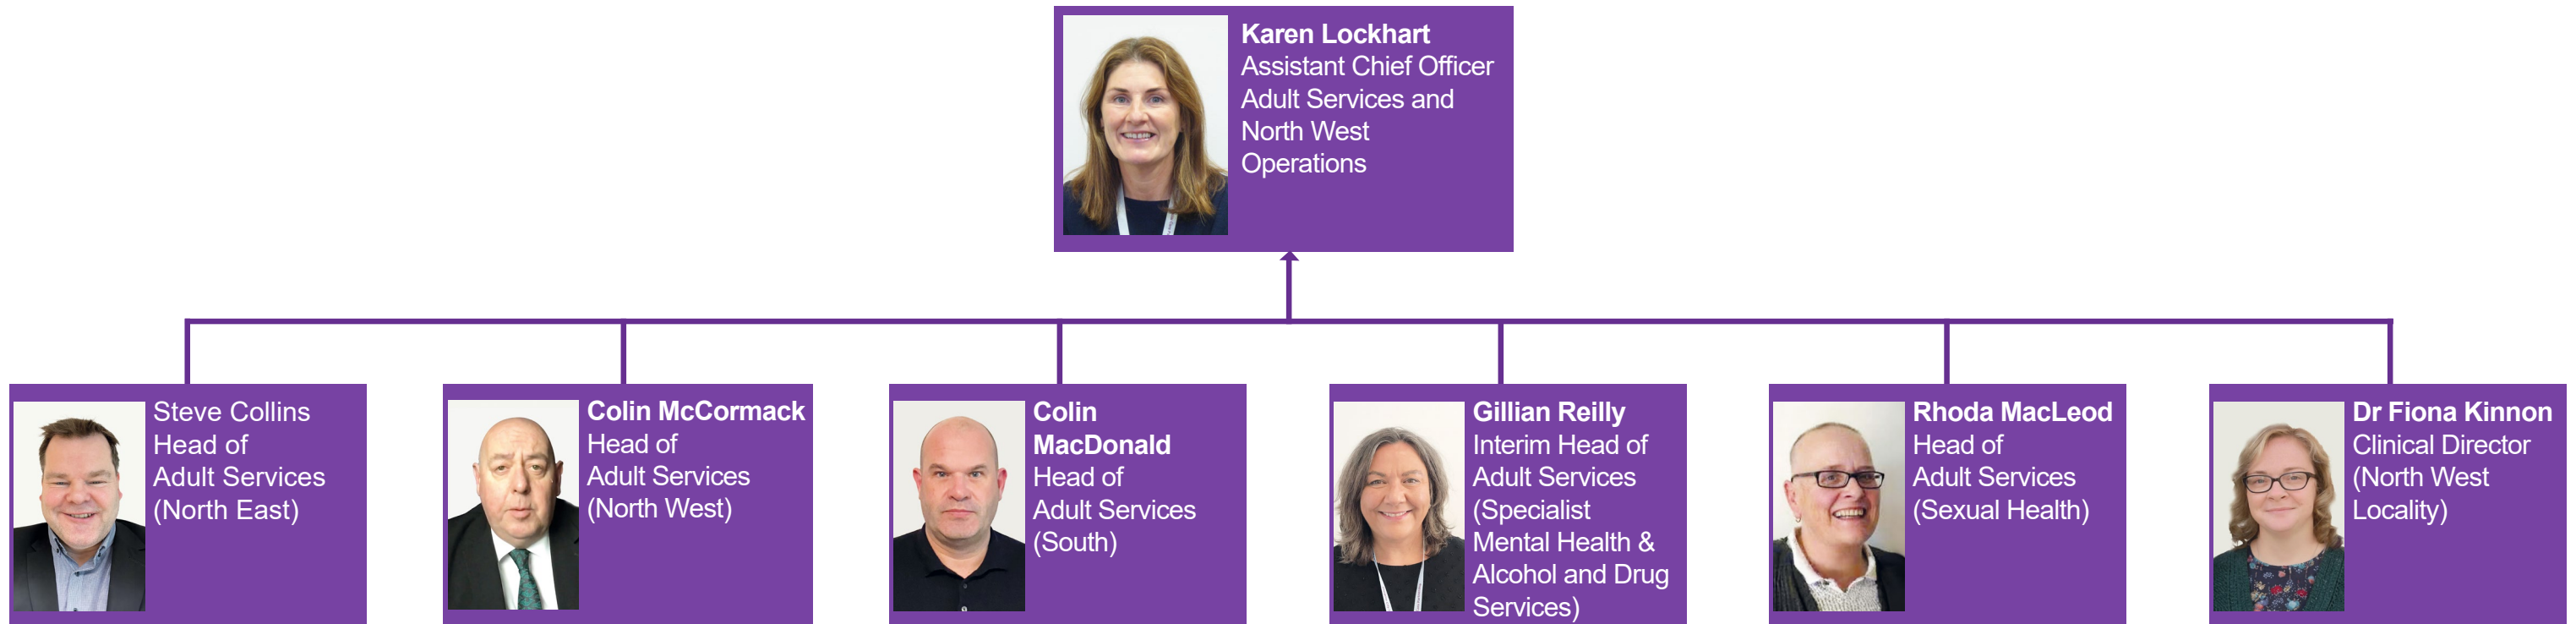 Karen Lockhart
Assistant Chief Officer
Adult Services and
North West
Operations
Steve Collins
Head of
Adult Services
(North East)
Colin McCormack
Head of
Adult Services
(North West)
Colin
MacDonald
Head of
Adult Services
(South)
Gillian Reilly
Interim Head of
Adult Services
(Specialist
Mental Health &
Alcohol and Drug
Services)
Rhoda MacLeod
Head of
Adult Services
(Sexual Health)
Dr Fiona Kinnon
Clinical Director
(North West
Locality)